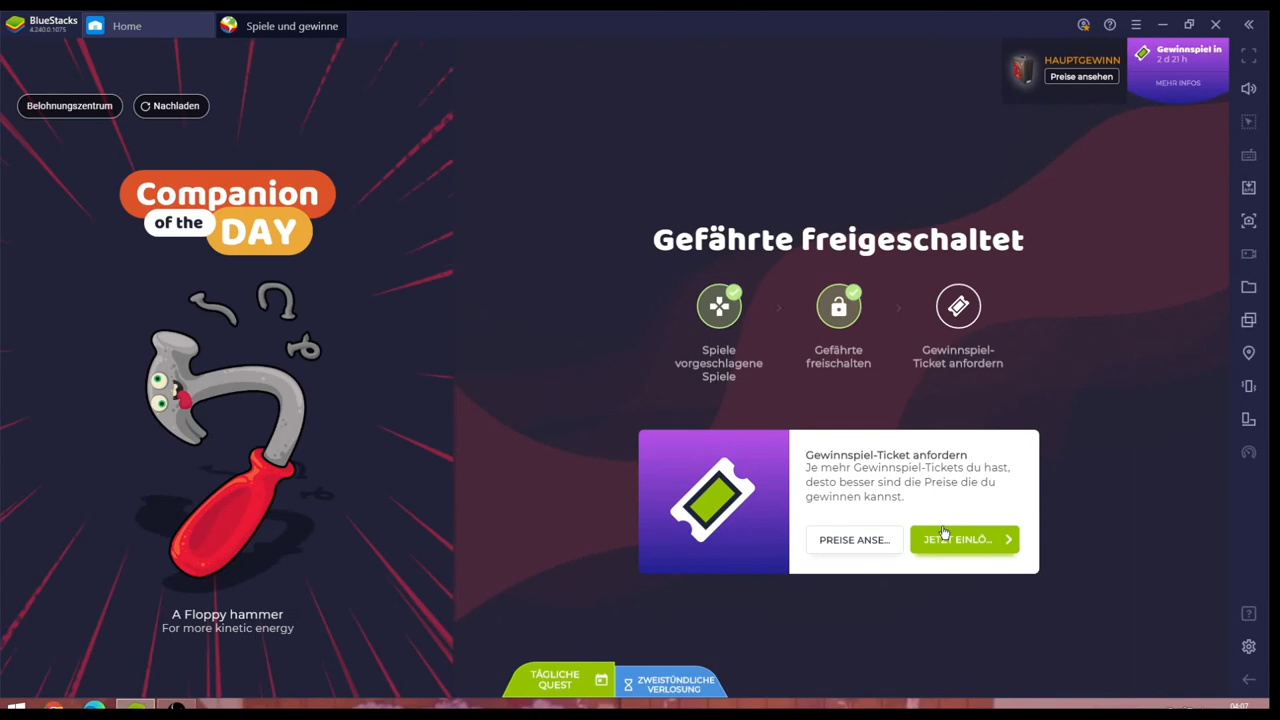 BlueStacks
4.240.0.1075
Home
Spiele und gewinne
HAUPTGEWINN
Preise ansehen
Gewinnspiel in
2 d 21 h
MEHR INFOS
Belohnungszentrum
Nachladen
Companion
of the
DAY
A Floppy hammer
For more kinetic energy
Gefährte freigeschaltet
Spiele
vorgeschlagene
Spiele
Gefährte
freischalten
Gewinnspiel-
Ticket anfordern
Gewinnspiel-Ticket anfordern
Je mehr Gewinnspiel-Tickets du hast,
desto besser sind die Preise die du
gewinnen kannst.
PREISE ANSE...
JETZT EINLÖ...
TÄGLICHE
QUEST
ZWEISTÜNDLICHE
VERLOSUNG
04:07